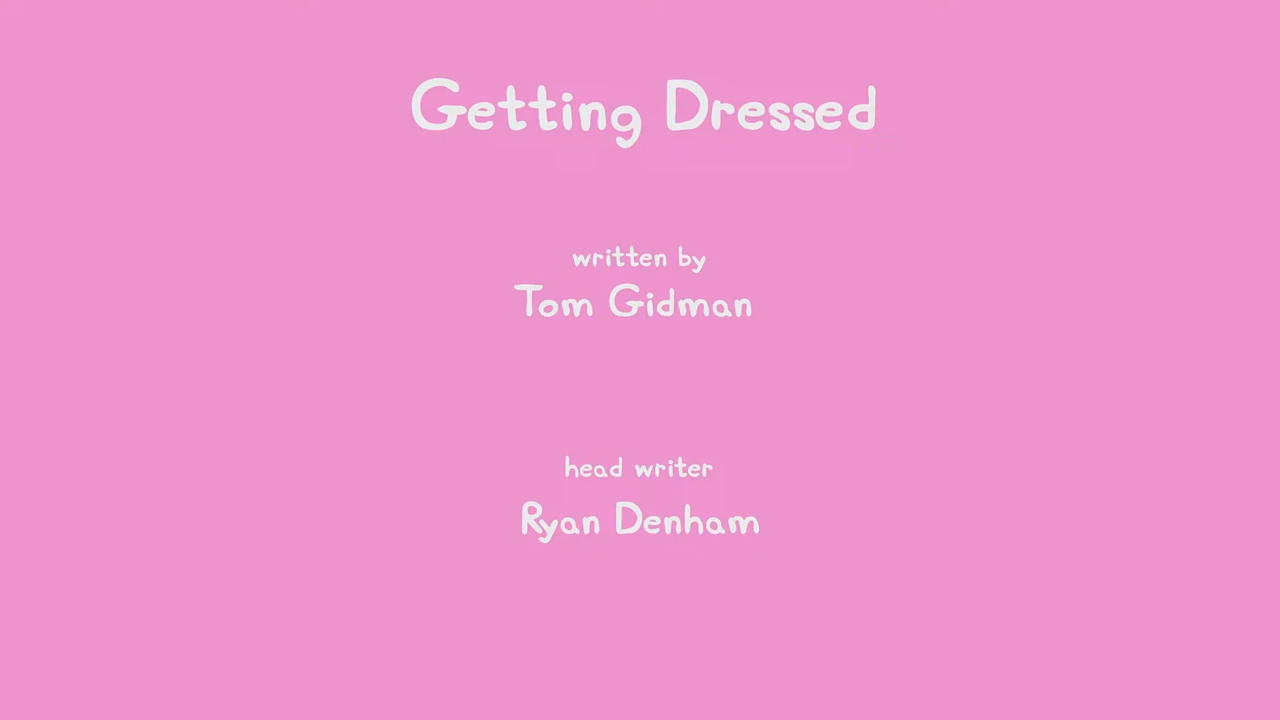 Getting Dressed
written by
Tom Gidman
head writer
Ryan Denham